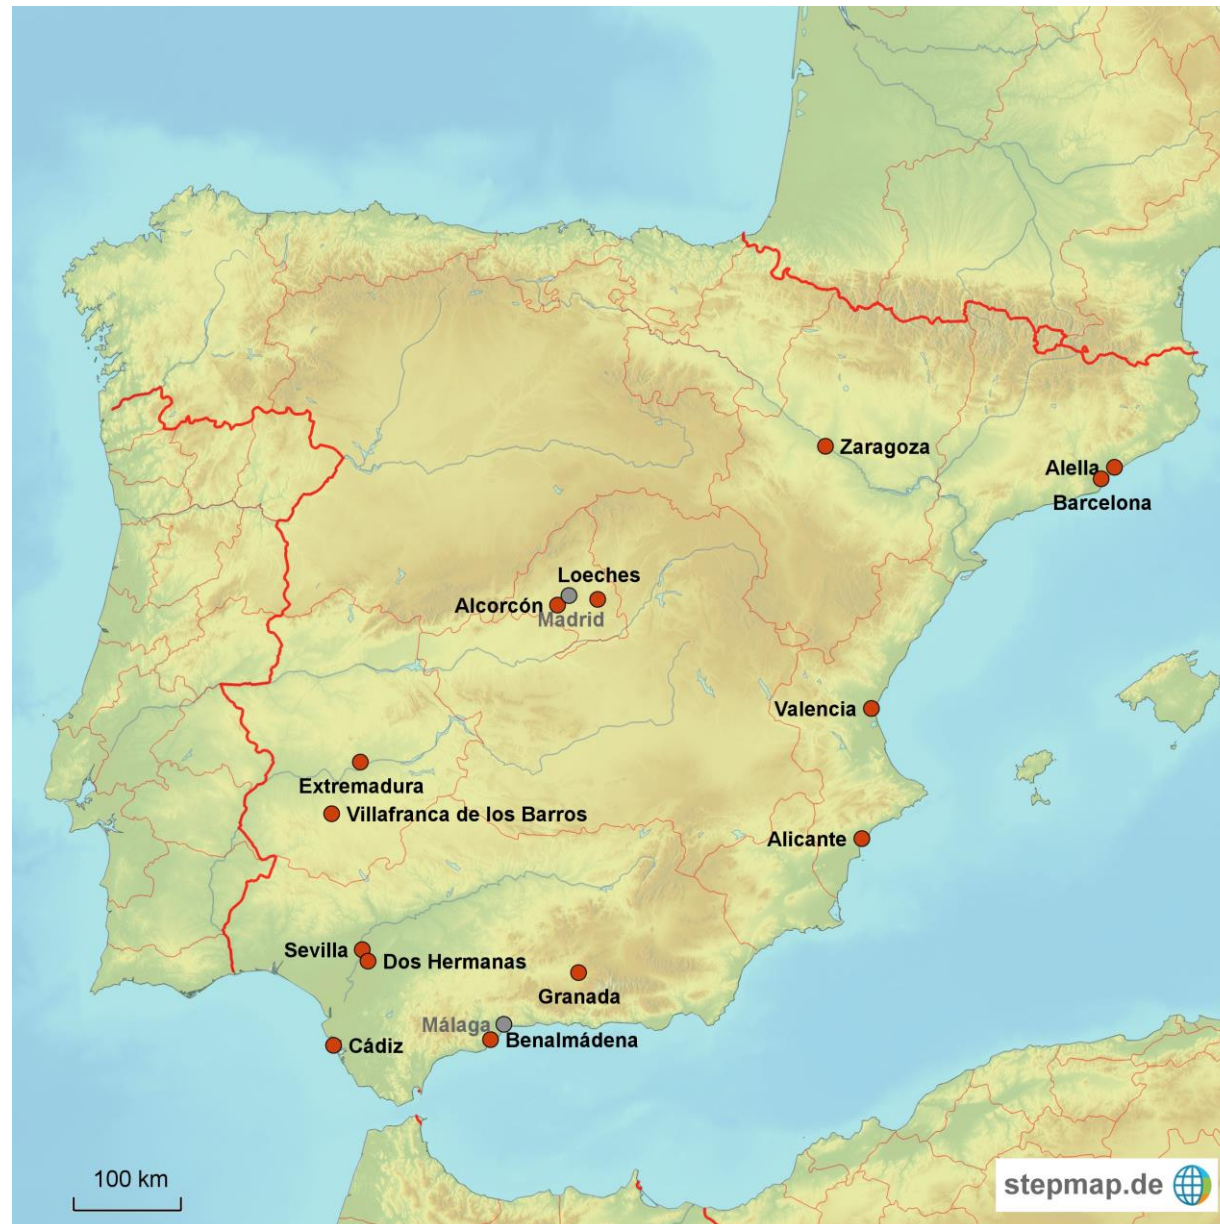 Zaragoza
Alella
Barcelona
Loeches
Alcorcón
Madrid
Valencia
Extremadura
Villafranca de los Barros
Alicante
Sevilla
Dos Hermanas
Granada
Málaga
Benalmádena
Cádiz
100 km
stepmap.de